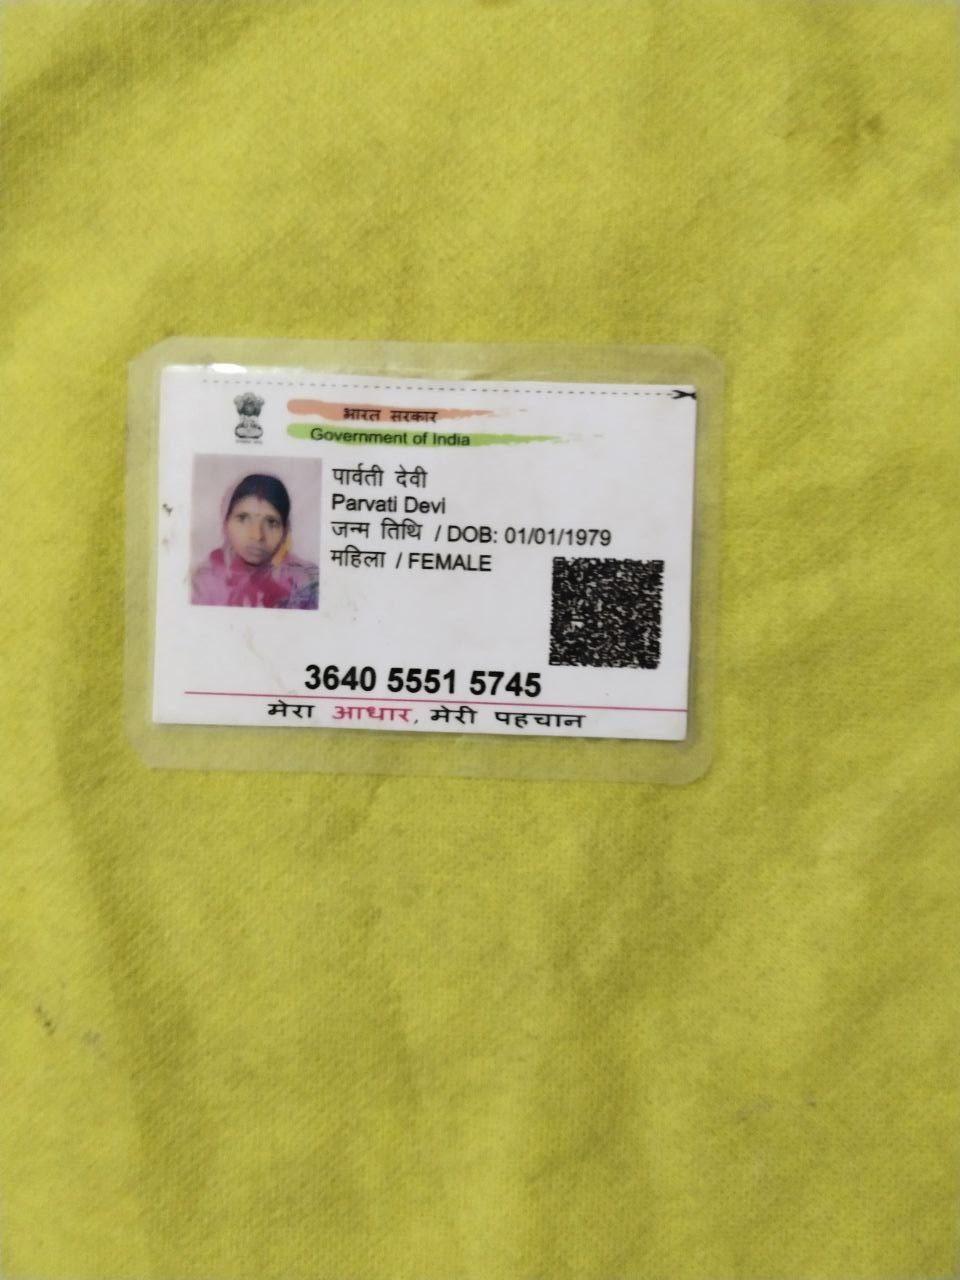 भारत सरकार
Government of India
पार्वती देवी
Parvati Devi
जन्म तिथि / DOB: 01/01/1979
महिला / FEMALE
3640 5551 5745
मेरा आधार, मेरी पहचान